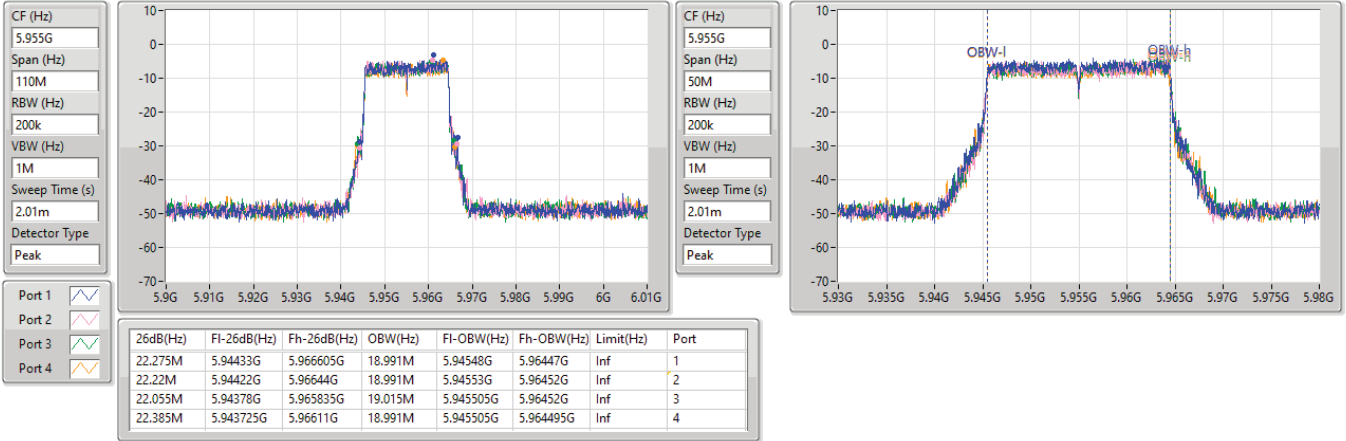 CF (Hz)
5.955G
Span (Hz)
110M
RBW (Hz)
200k
VBW (Hz)
1M
Sweep Time (s)
2.01m
Detector Type
Peak
10
0
-10
-20
-30
-40
-50
-60
-70
5.9G 5.91G 5.92G 5.93G 5.94G 5.95G 5.96G 5.97G 5.98G 5.99G 6G 6.01G
CF (Hz)
5.955G
Span (Hz)
50M
RBW (Hz)
200k
VBW (Hz)
1M
Sweep Time (s)
2.01m
Detector Type
Peak
10
0
-10
-20
-30
-40
-50
-60
-70
OBW-l OBW-h
OBW-h
5.93G 5.935G 5.94G 5.945G 5.95G 5.955G 5.96G 5.965G 5.97G 5.975G 5.98G
Port 1
Port 2
Port 3
Port 4
26dB(Hz) Fl-26dB(Hz) Fh-26dB(Hz) OBW(Hz) Fl-OBW(Hz) Fh-OBW(Hz) Limit(Hz) Port
22.275M 5.94433G 5.966605G 18.991M 5.94548G 5.96447G Inf 1
22.22M 5.94422G 5.96644G 18.991M 5.94553G 5.96452G Inf 2
22.055M 5.94378G 5.965835G 19.015M 5.945505G 5.96452G Inf 3
22.385M 5.943725G 5.96611G 18.991M 5.945505G 5.964495G Inf 4